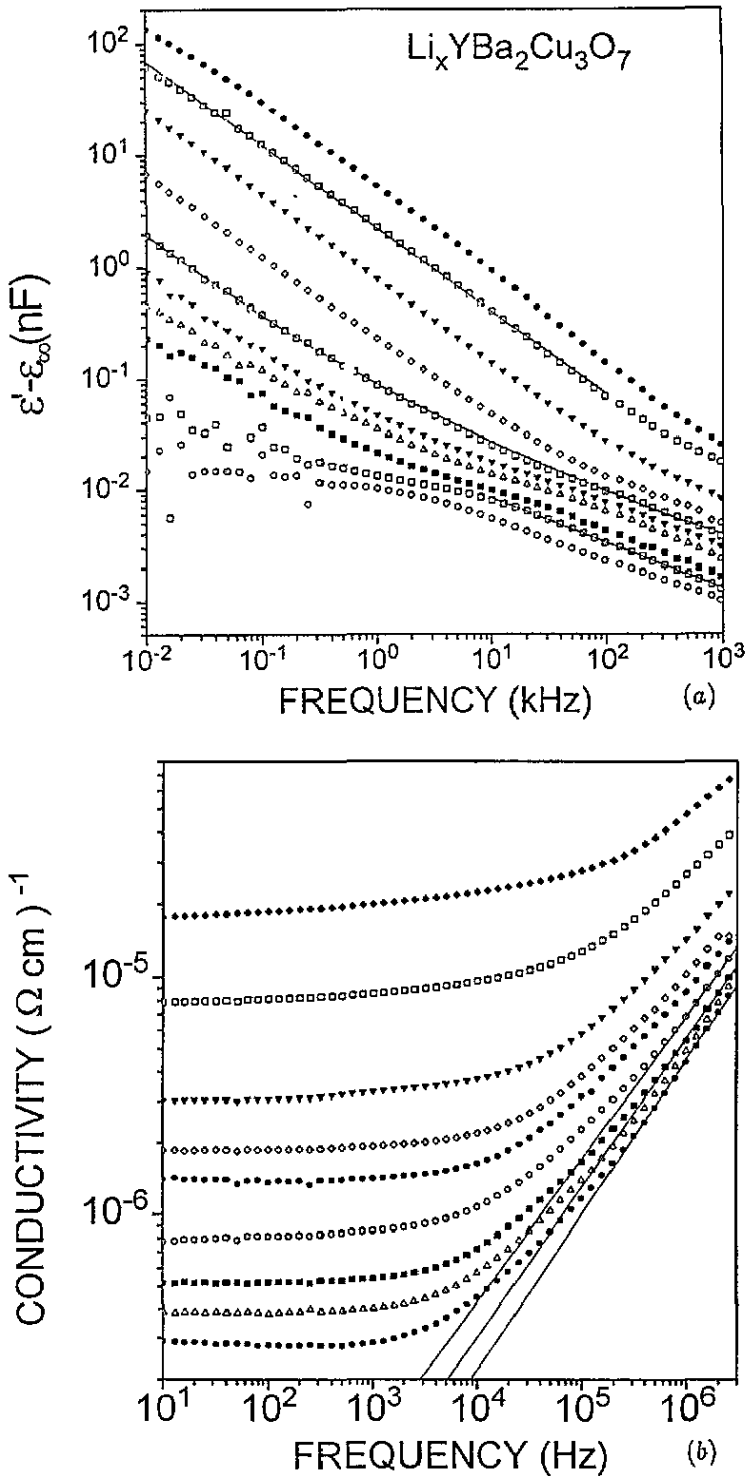 Li_xYBa_2Cu_3O_7
10^2
10^1
10^0
10^-1
10^-2
10^-3
ε'-ε_∞(nF)
10^-2 10^-1 10^0 10^1 10^2 10^3
FREQUENCY (kHz) (a)
10^-5
10^-6
CONDUCTIVITY ( Ω cm )^-1
10^1 10^2 10^3 10^4 10^5 10^6
FREQUENCY (Hz) (b)